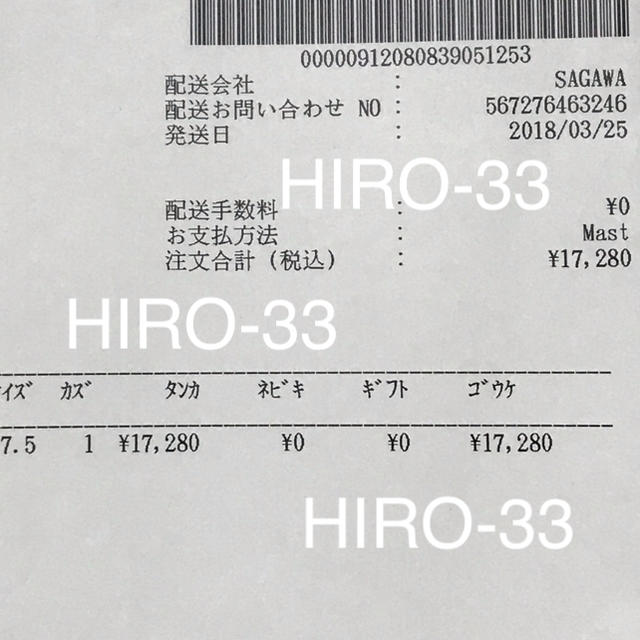 00000912080839051253
配送会社 : SAGAWA
配送お問い合わせ NO : 567276463246
発送日 : 2018/03/25
HIRO-33
配送手数料 : ¥0
お支払方法 : Mast
注文合計 (税込) : ¥17,280
HIRO-33
イズ カズ タンカ ネビキ ギフト ゴウケ
7.5 1 ¥17,280 ¥0 ¥0 ¥17,280
HIRO-33